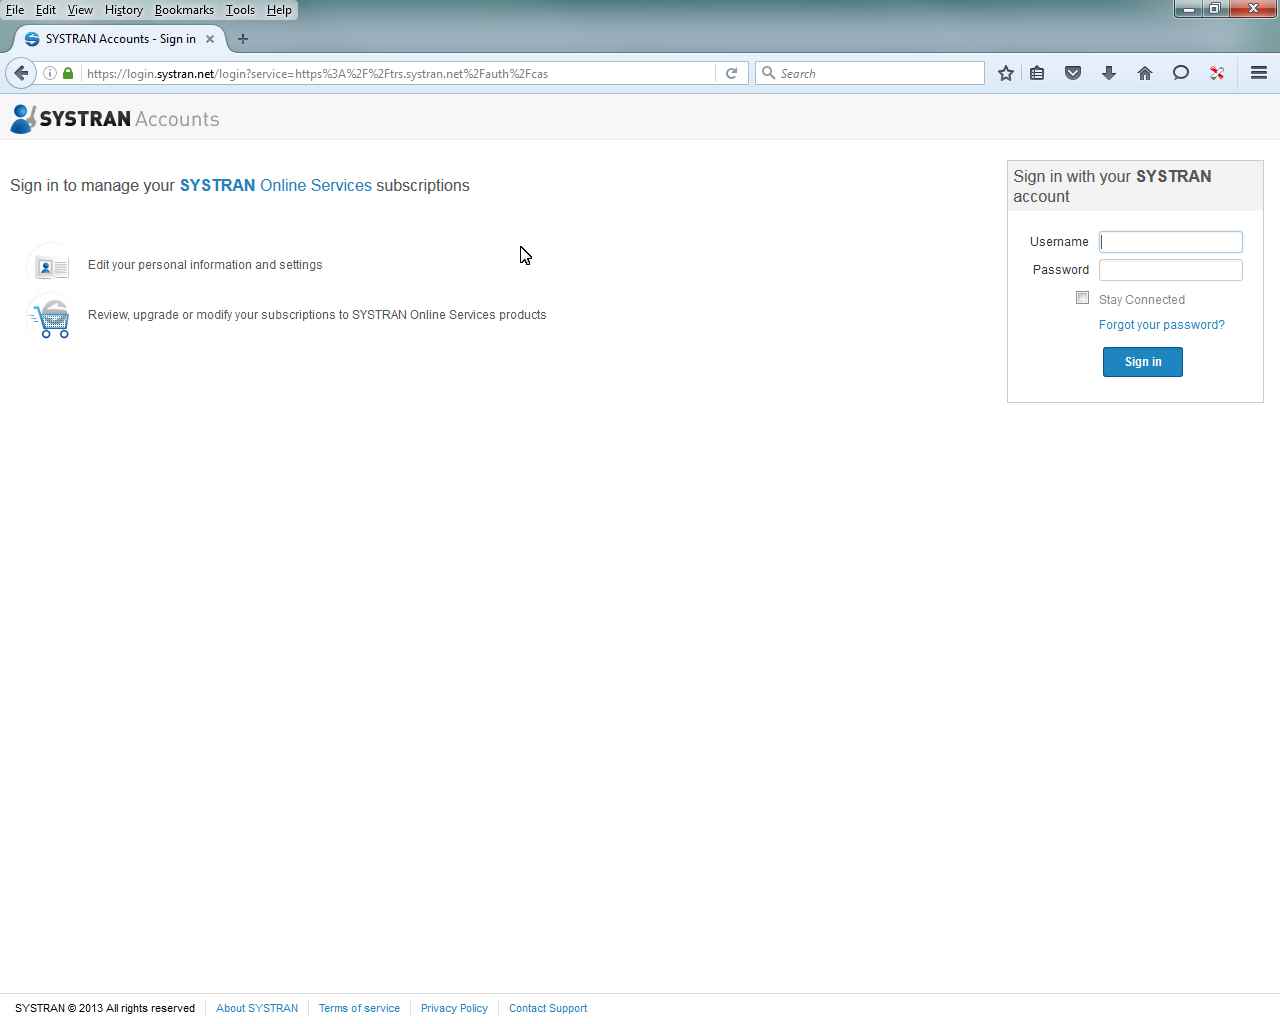 File Edit View History Bookmarks Tools Help
SYSTRAN Accounts - Sign in
https://login.systran.net/login?service=https%3A%2F%2Ftrs.systran.net%2Fauth%2Fcas
Search
SYSTRAN Accounts
Sign in to manage your SYSTRAN Online Services subscriptions
Edit your personal information and settings
Review, upgrade or modify your subscriptions to SYSTRAN Online Services products
Sign in with your SYSTRAN
account
Username
Password
Stay Connected
Forgot your password?
Sign in
SYSTRAN © 2013 All rights reserved About SYSTRAN Terms of service Privacy Policy Contact Support